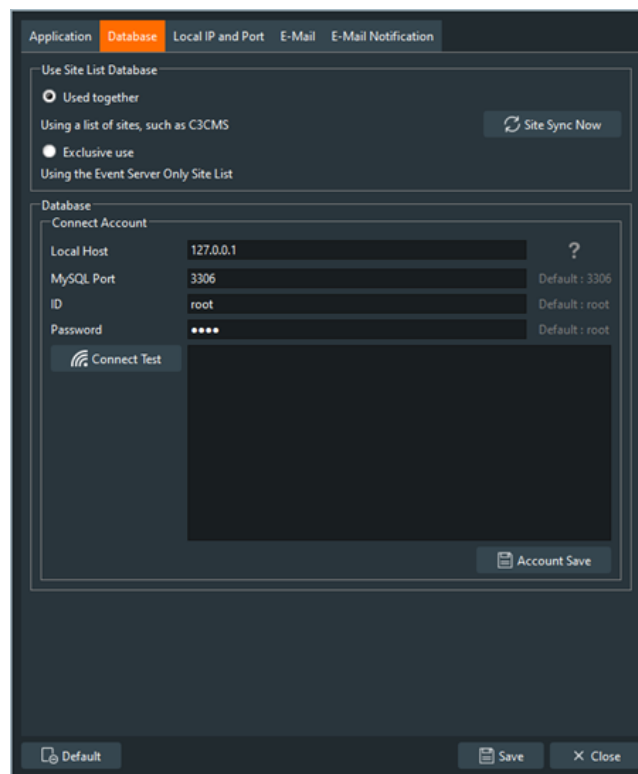 Application Database Local IP and Port E-Mail E-Mail Notification
Use Site List Database
Used together
Using a list of sites, such as C3CMS
Site Sync Now
Exclusive use
Using the Event Server Only Site List
Database
Connect Account
Local Host 127.0.0.1 ?
MySQL Port 3306 Default : 3306
ID root Default : root
Password •••• Default : root
Connect Test
Account Save
Default Save Close